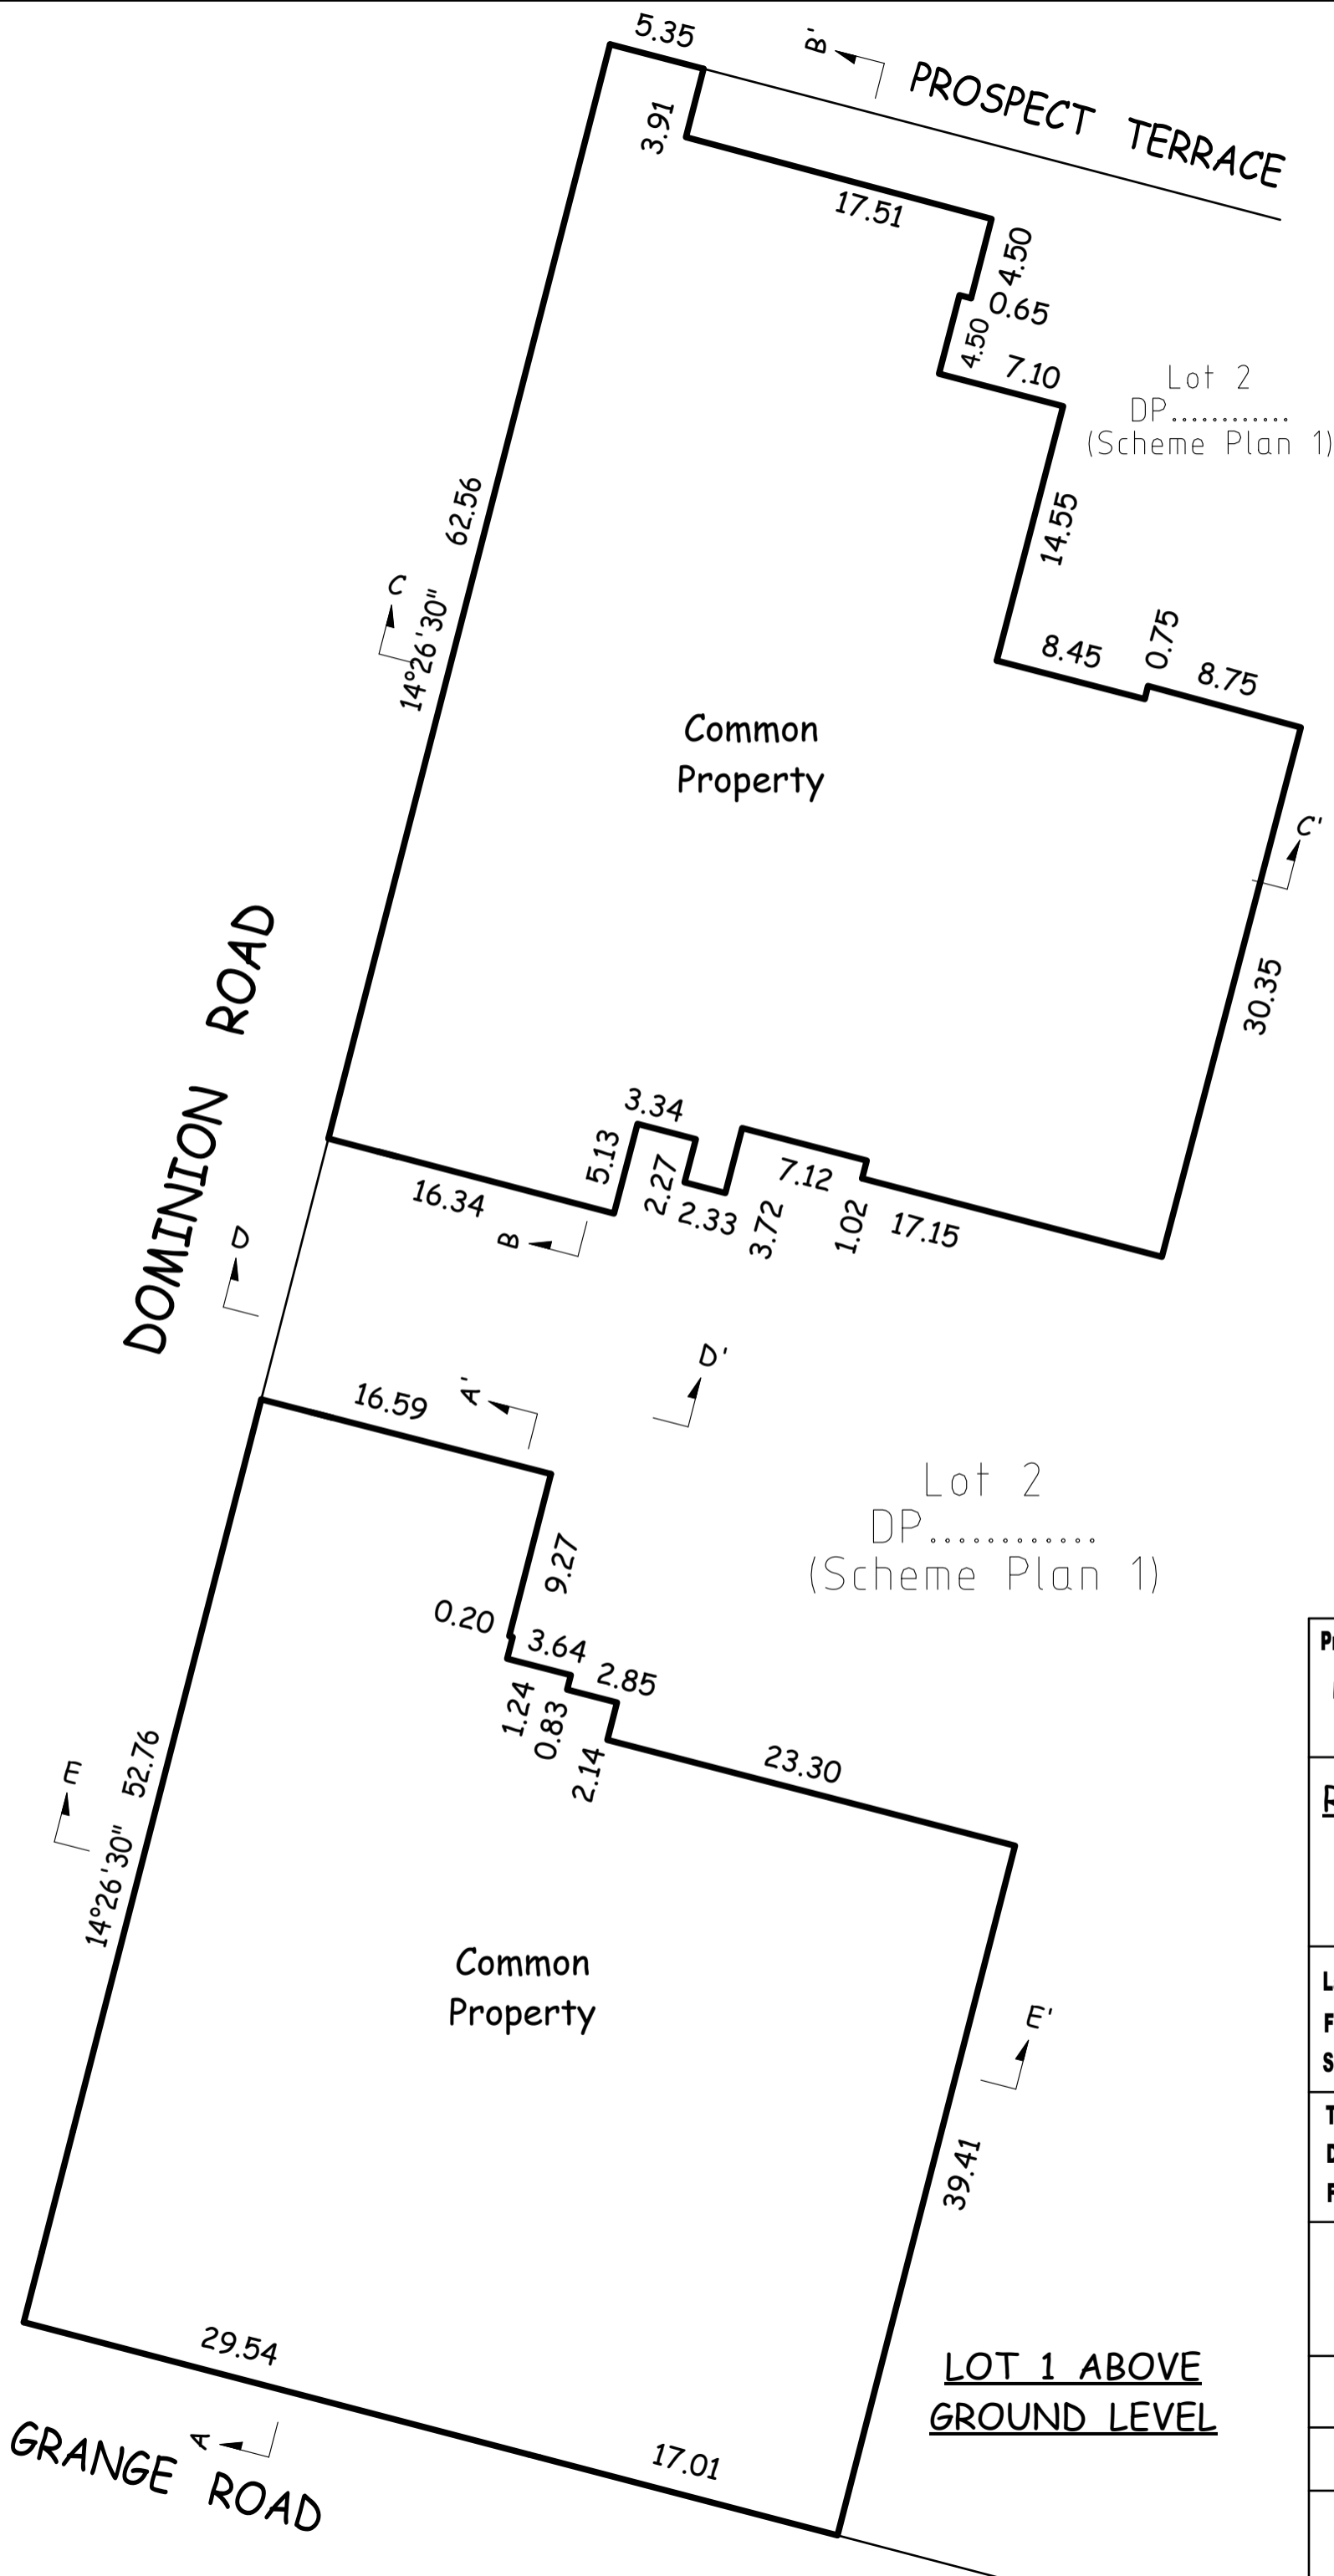 5.35
B'
PROSPECT TERRACE
3.91
17.51
4.50
0.65
4.50
7.10
Lot 2
DP............
(Scheme Plan 1)
62.56
14.55
C
14°26'30"
8.45
0.75
8.75
Common
Property
C'
30.35
DOMINION ROAD
3.34
5.13
2.27
7.12
16.34
2.33
3.72
1.02
17.15
B
D
D'
16.59
A'
Lot 2
DP............
(Scheme Plan 1)
9.27
0.20
3.64
2.85
1.24
0.83
2.14
23.30
52.76
E
14°26'30"
Common
Property
E'
39.41
29.54
LOT 1 ABOVE
GROUND LEVEL
A
GRANGE ROAD
17.01